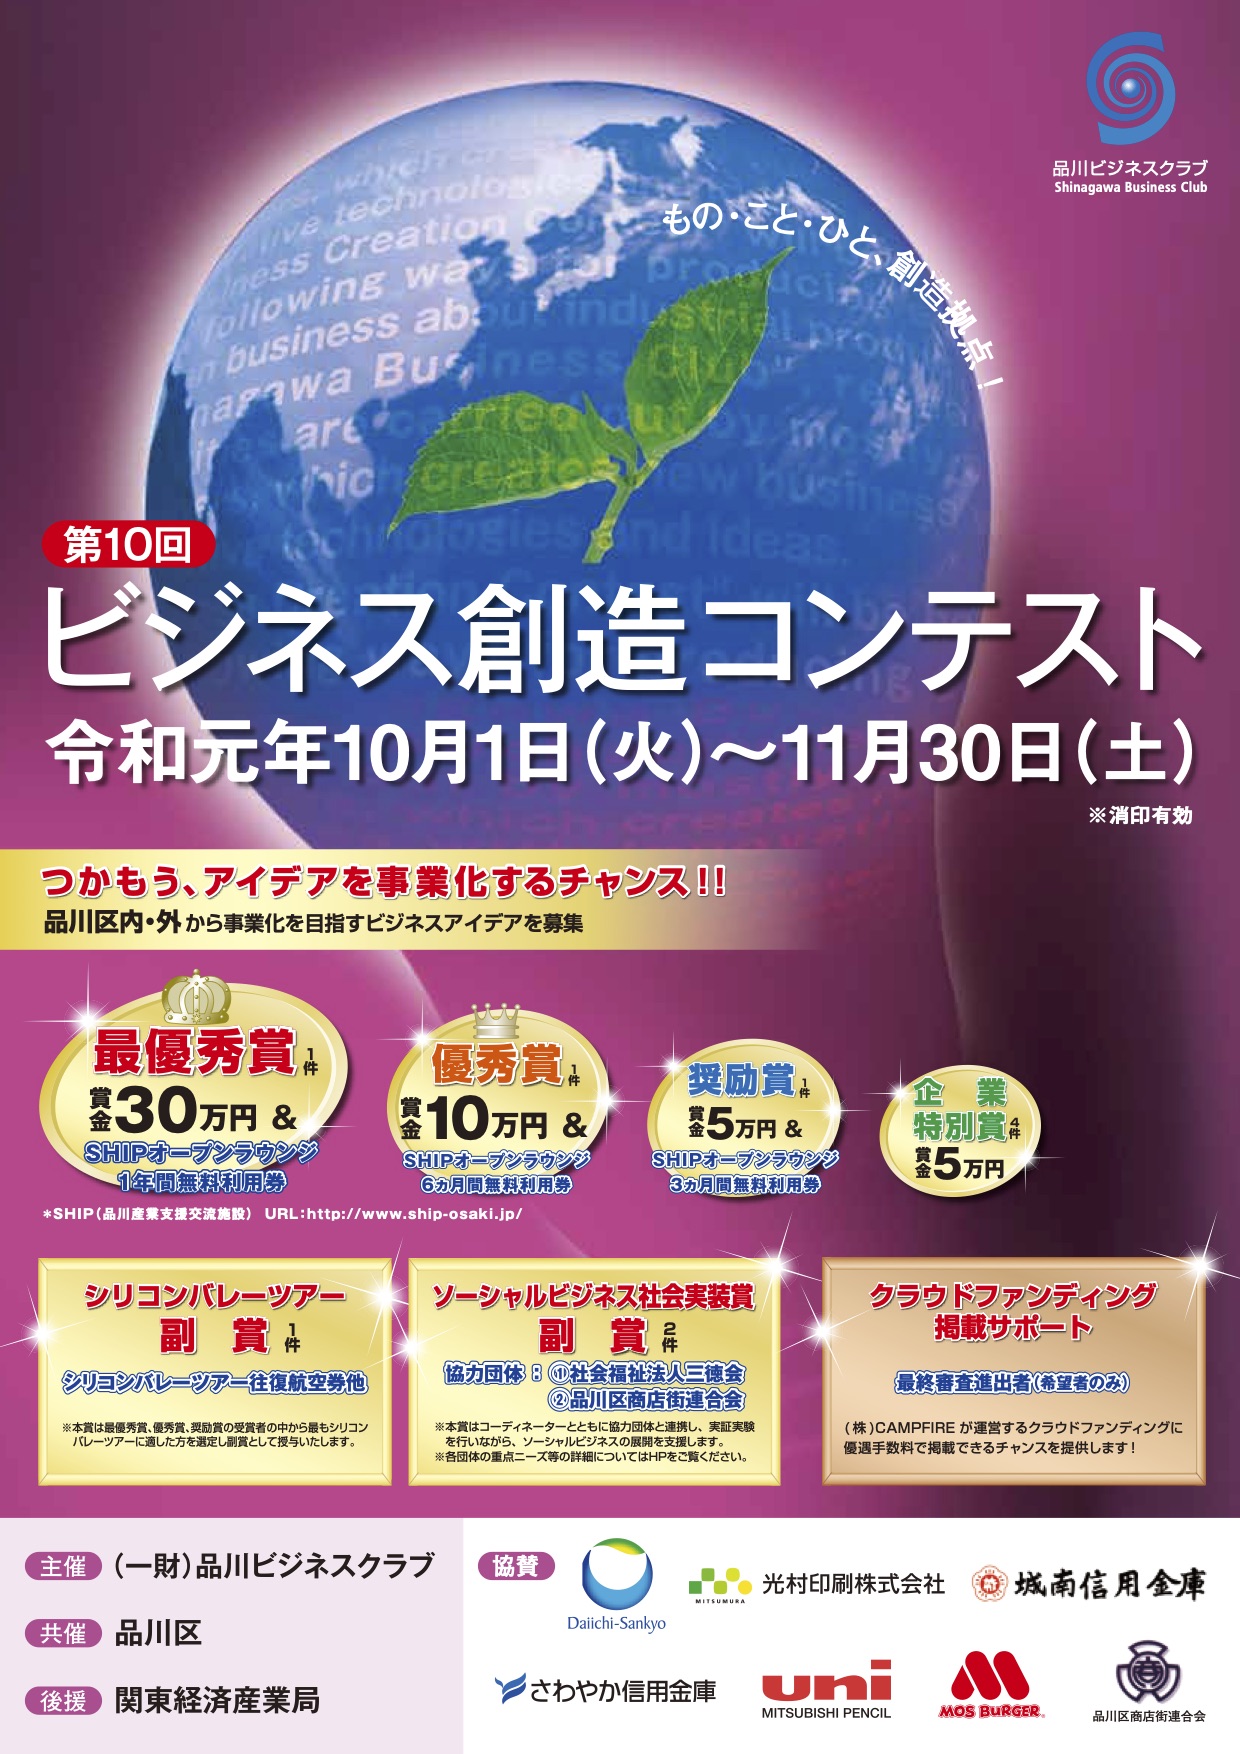 品川ビジネスクラブ
Shinagawa Business Club
もの・こと・ひと、創造拠点！
第10回
ビジネス創造コンテスト
令和元年10月1日（火）～11月30日（土）
※消印有効
つかもう、アイデアを事業化するチャンス!!
品川区内・外から事業化を目指すビジネスアイデアを募集
最優秀賞 1件
賞金30万円 &
SHIPオープンラウンジ
1年間無料利用券
優秀賞 1件
賞金10万円 &
SHIPオープンラウンジ
6ヵ月間無料利用券
奨励賞 1件
賞金5万円 &
SHIPオープンラウンジ
3ヵ月間無料利用券
企業
特別賞 4件
賞金5万円
*SHIP（品川産業支援交流施設） URL:http://www.ship-osaki.jp/
シリコンバレーツアー
副賞 1件
シリコンバレーツアー往復航空券他
※本賞は最優秀賞、優秀賞、奨励賞の受賞者の中から最もシリコン
バレーツアーに適した方を選定し副賞として授与いたします。
ソーシャルビジネス社会実装賞
副賞 2件
協力団体：①社会福祉法人三徳会
②品川区商店街連合会
※本賞はコーディネーターとともに協力団体と連携し、実証実験
を行いながら、ソーシャルビジネスの展開を支援します。
※各団体の重点ニーズ等の詳細についてはHPをご覧ください。
クラウドファンディング
掲載サポート
最終審査進出者（希望者のみ）
（株）CAMPFIRE が運営するクラウドファンディングに
優遇手数料で掲載できるチャンスを提供します！
主催 （一財）品川ビジネスクラブ
共催 品川区
後援 関東経済産業局
協賛
Daiichi-Sankyo
MITSUMURA
光村印刷株式会社
城南信用金庫
さわやか信用金庫
uni
MITSUBISHI PENCIL
MOS BURGER
品川区商店街連合会